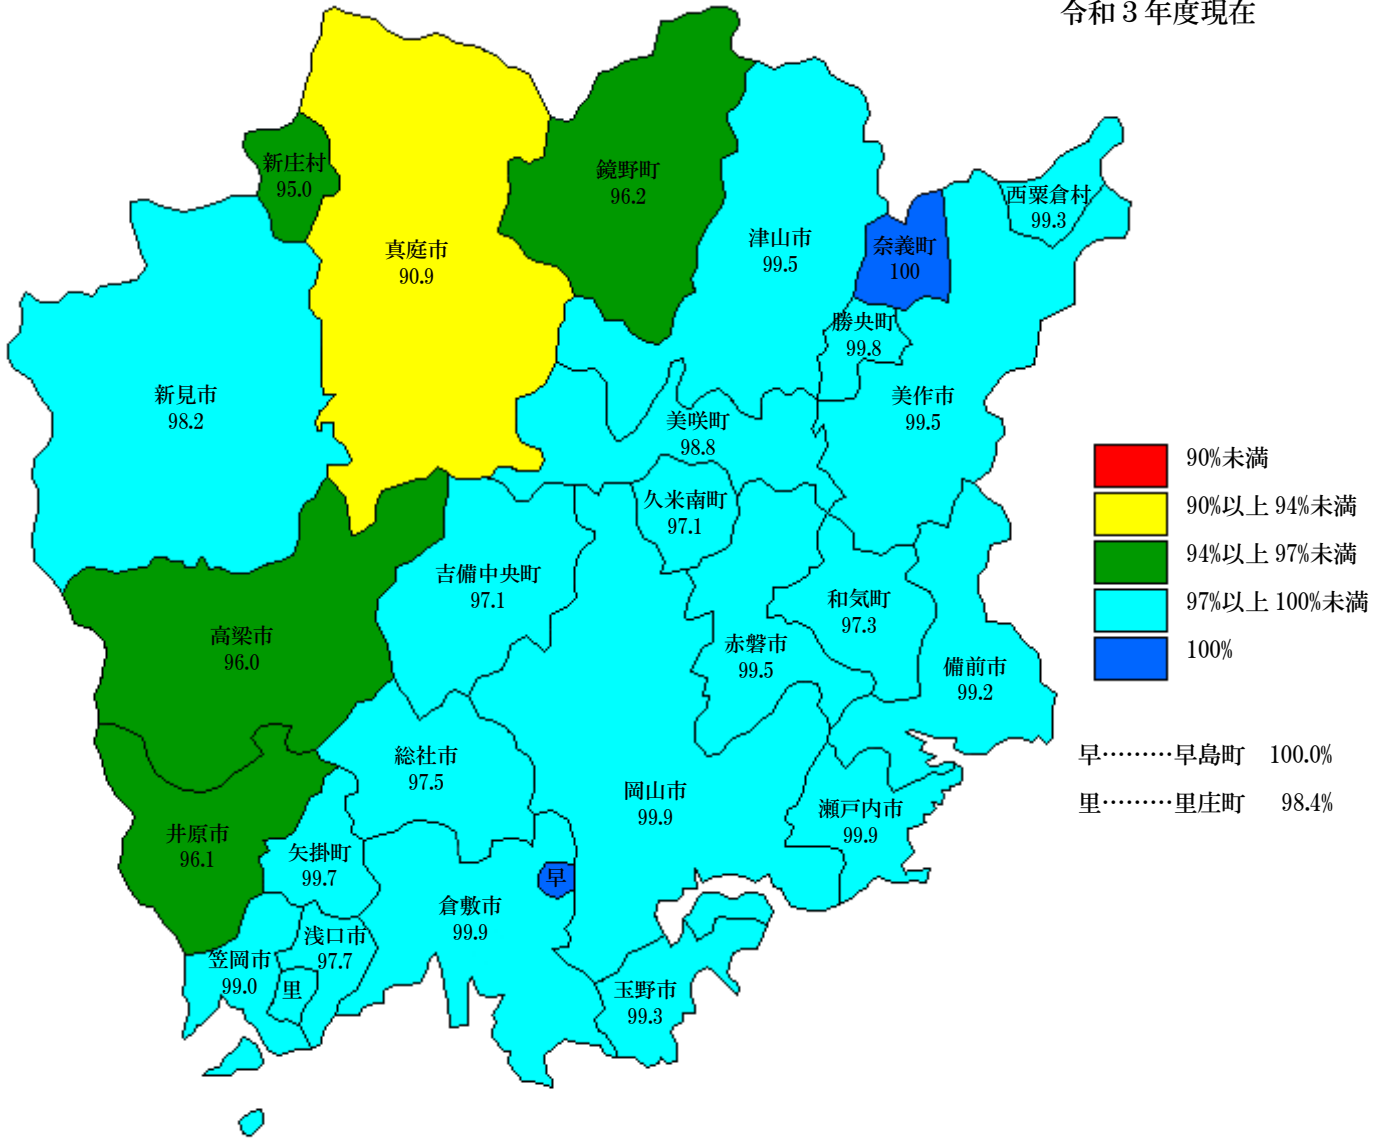 令和３年度現在
新庄村
95.0
鏡野町
96.2
西粟倉村
99.3
真庭市
90.9
津山市
99.5
奈義町
100
勝央町
99.8
新見市
98.2
美作市
99.5
美咲町
98.8
久米南町
97.1
吉備中央町
97.1
和気町
97.3
高梁市
96.0
赤磐市
99.5
備前市
99.2
総社市
97.5
岡山市
99.9
瀬戸内市
99.9
井原市
96.1
矢掛町
99.7
早
倉敷市
99.9
浅口市
97.7
笠岡市
99.0
里
玉野市
99.3
90%未満
90%以上 94%未満
94%以上 97%未満
97%以上 100%未満
100%
早………早島町 100.0%
里………里庄町 98.4%